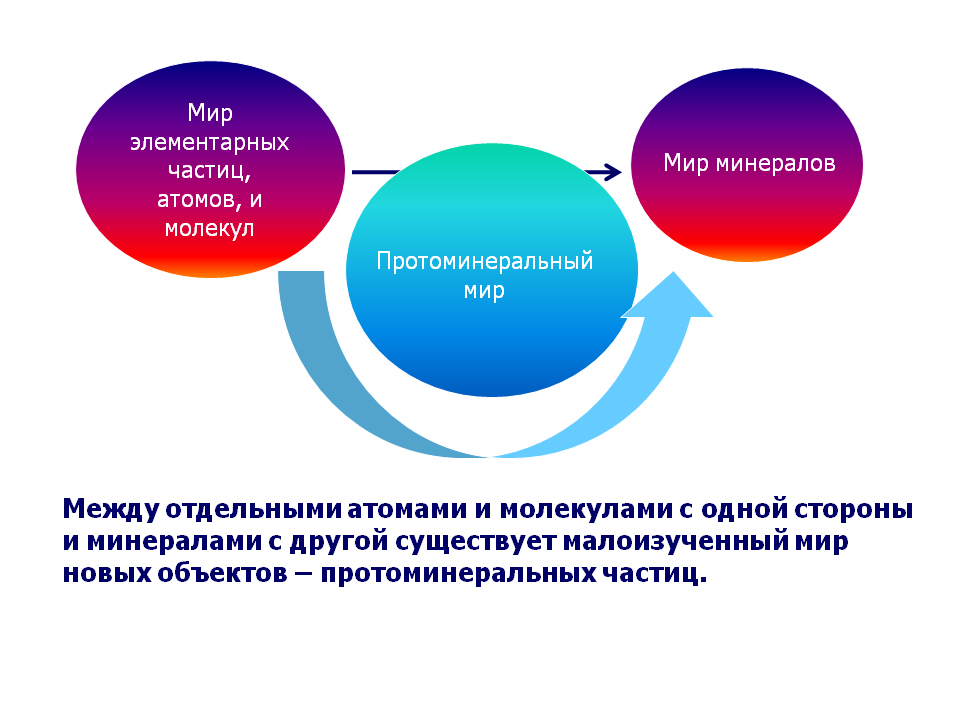 Мир
элементарных
частиц,
атомов, и
молекул
Мир минералов
Протоминеральный
мир
Между отдельными атомами и молекулами с одной стороны
и минералами с другой существует малоизученный мир
новых объектов – протоминеральных частиц.